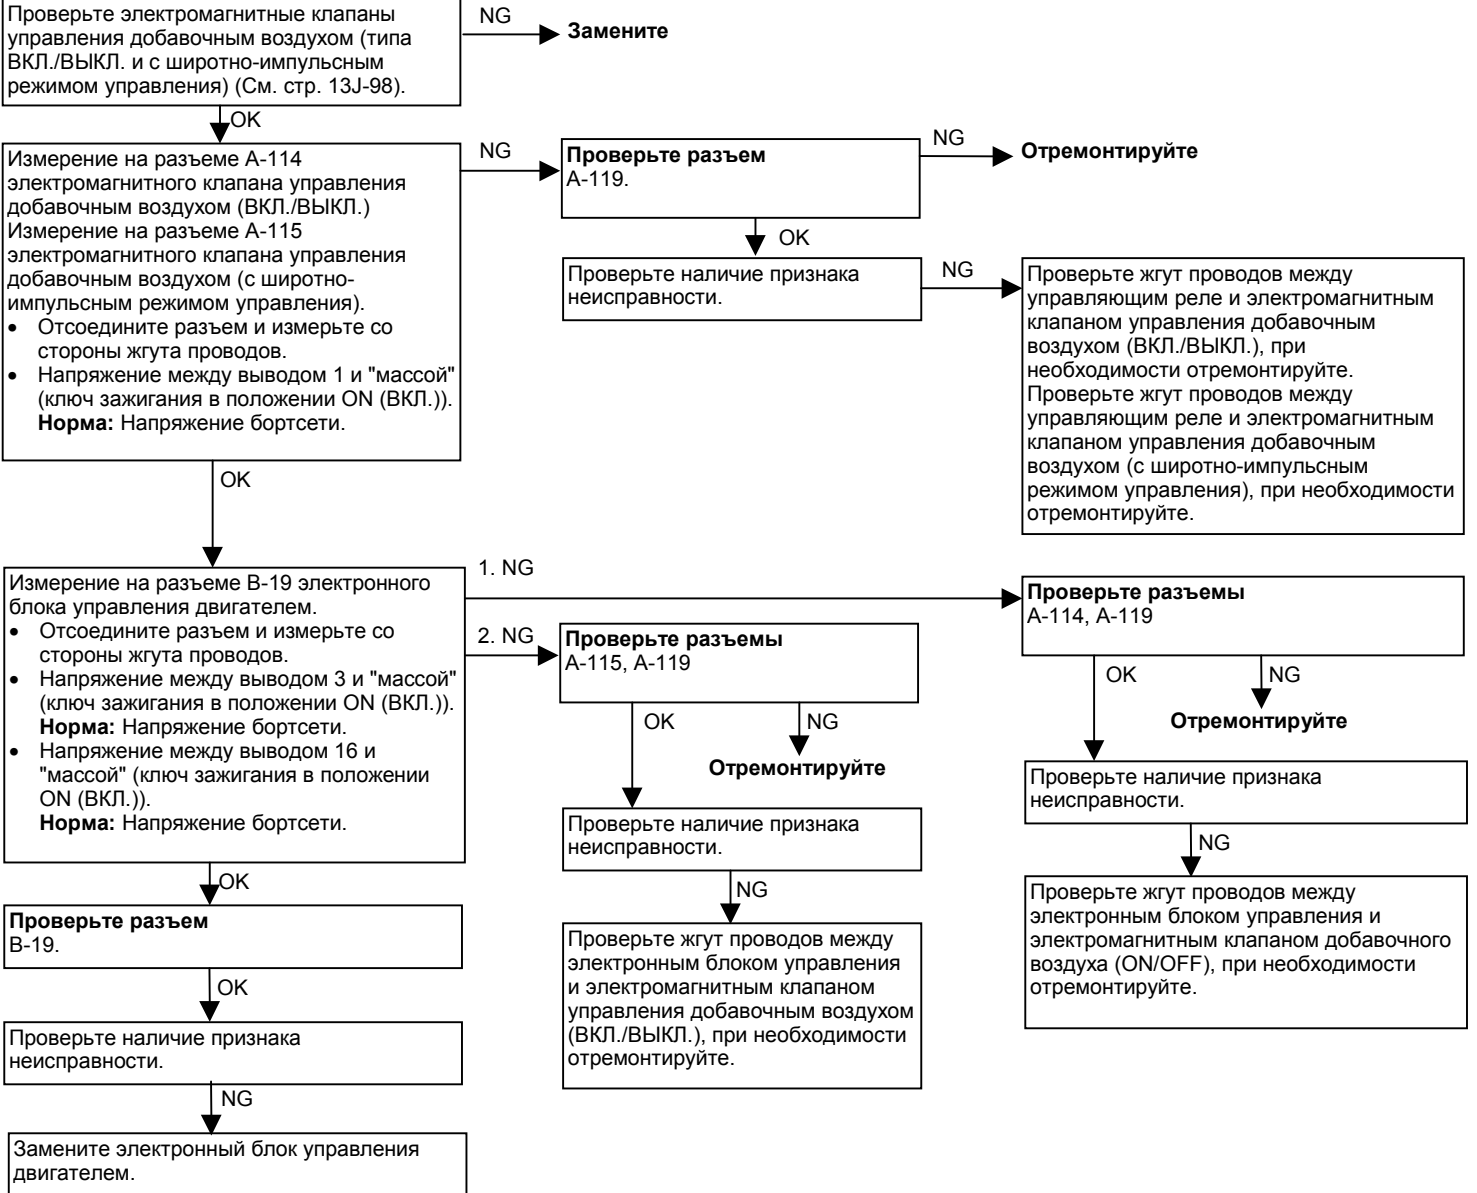 Проверьте электромагнитные клапаны
управления добавочным воздухом (типа
ВКЛ./ВЫКЛ. и с широтно-импульсным
режимом управления) (См. стр. 13J-98).
NG
Замените
OK
Измерение на разъеме А-114
электромагнитного клапана управления
добавочным воздухом (ВКЛ./ВЫКЛ.)
Измерение на разъеме А-115
электромагнитного клапана управления
добавочным воздухом (с широтно-
импульсным режимом управления).
• Отсоедините разъем и измерьте со
стороны жгута проводов.
• Напряжение между выводом 1 и "массой"
(ключ зажигания в положении ON (ВКЛ.)).
Норма: Напряжение бортсети.
NG
Проверьте разъем
А-119.
NG
Отремонтируйте
OK
Проверьте наличие признака
неисправности.
NG
Проверьте жгут проводов между
управляющим реле и электромагнитным
клапаном управления добавочным
воздухом (ВКЛ./ВЫКЛ.), при
необходимости отремонтируйте.
Проверьте жгут проводов между
управляющим реле и электромагнитным
клапаном управления добавочным
воздухом (с широтно-импульсным
режимом управления), при необходимости
отремонтируйте.
OK
Измерение на разъеме В-19 электронного
блока управления двигателем.
• Отсоедините разъем и измерьте со
стороны жгута проводов.
• Напряжение между выводом 3 и "массой"
(ключ зажигания в положении ON (ВКЛ.)).
Норма: Напряжение бортсети.
• Напряжение между выводом 16 и
"массой" (ключ зажигания в положении
ON (ВКЛ.)).
Норма: Напряжение бортсети.
1. NG
Проверьте разъемы
А-114, А-119
OK
NG
Отремонтируйте
Проверьте наличие признака
неисправности.
NG
Проверьте жгут проводов между
электронным блоком управления и
электромагнитным клапаном добавочного
воздуха (ON/OFF), при необходимости
отремонтируйте.
2. NG
Проверьте разъемы
А-115, А-119
OK
NG
Отремонтируйте
Проверьте наличие признака
неисправности.
NG
Проверьте жгут проводов между
электронным блоком управления
и электромагнитным клапаном
управления добавочным воздухом
(ВКЛ./ВЫКЛ.), при необходимости
отремонтируйте.
OK
Проверьте разъем
В-19.
OK
Проверьте наличие признака
неисправности.
NG
Замените электронный блок управления
двигателем.